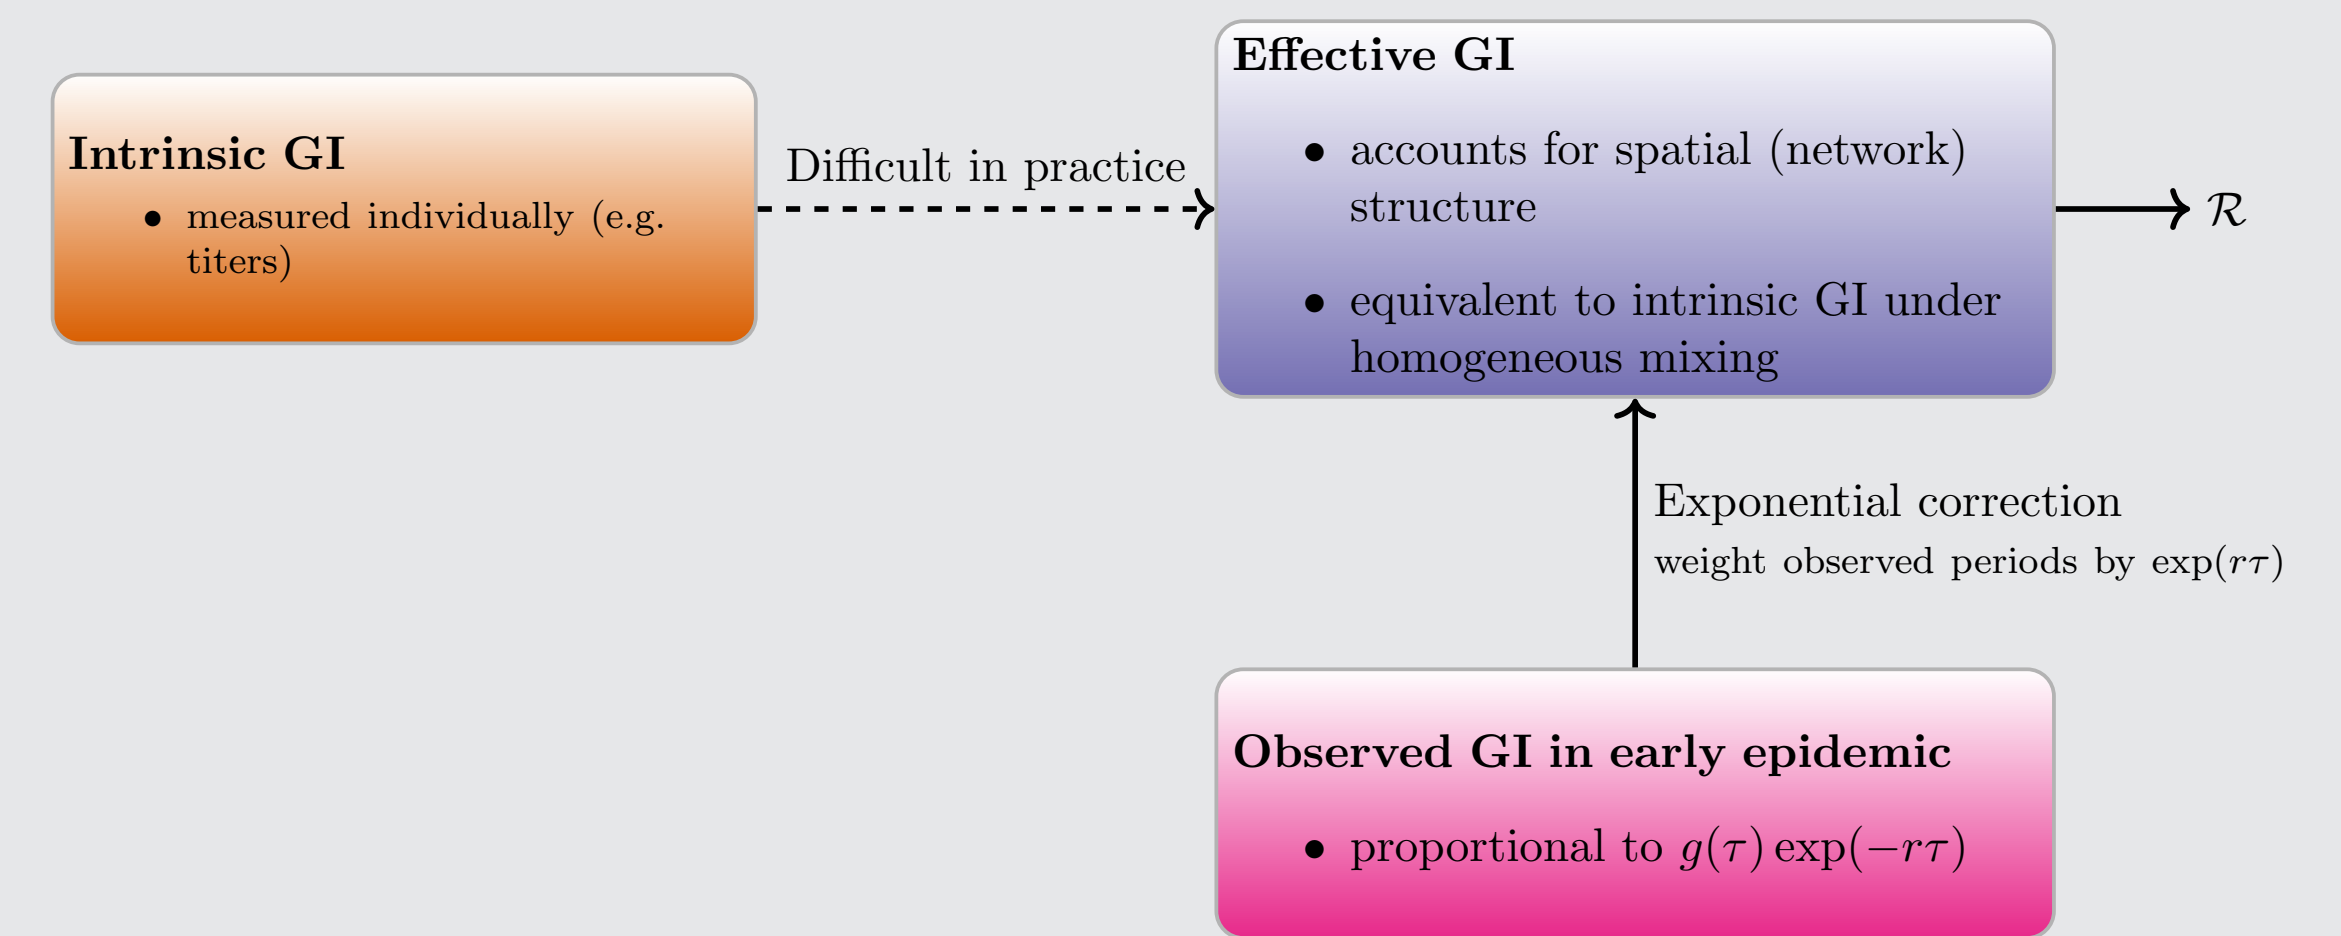 Intrinsic GI
• measured individually (e.g.
titers)
Difficult in practice
Effective GI
• accounts for spatial (network)
structure
• equivalent to intrinsic GI under
homogeneous mixing
ℛ
Exponential correction
weight observed periods by exp(rτ)
Observed GI in early epidemic
• proportional to g(τ) exp(−rτ)